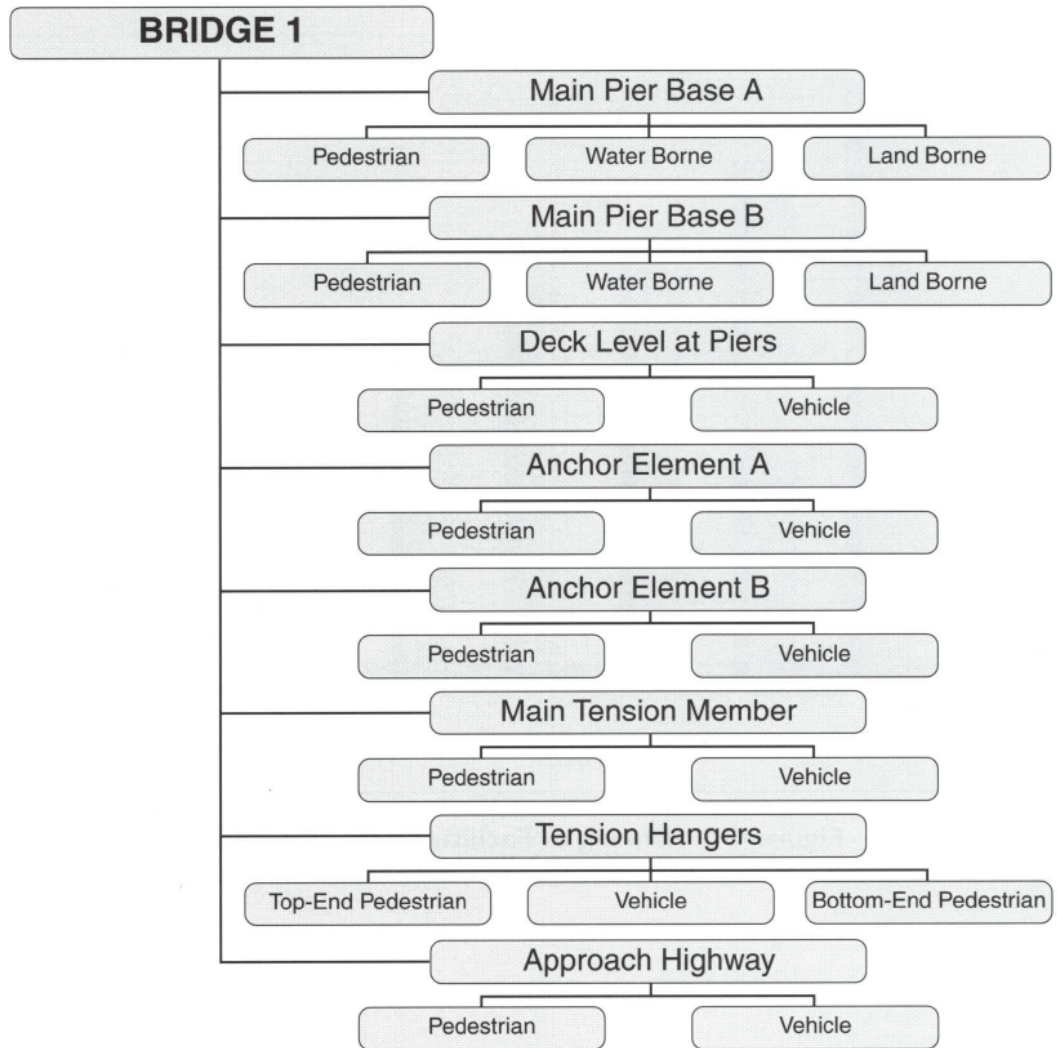 BRIDGE 1
Main Pier Base A
Pedestrian
Water Borne
Land Borne
Main Pier Base B
Pedestrian
Water Borne
Land Borne
Deck Level at Piers
Pedestrian
Vehicle
Anchor Element A
Pedestrian
Vehicle
Anchor Element B
Pedestrian
Vehicle
Main Tension Member
Pedestrian
Vehicle
Tension Hangers
Top-End Pedestrian
Vehicle
Bottom-End Pedestrian
Approach Highway
Pedestrian
Vehicle